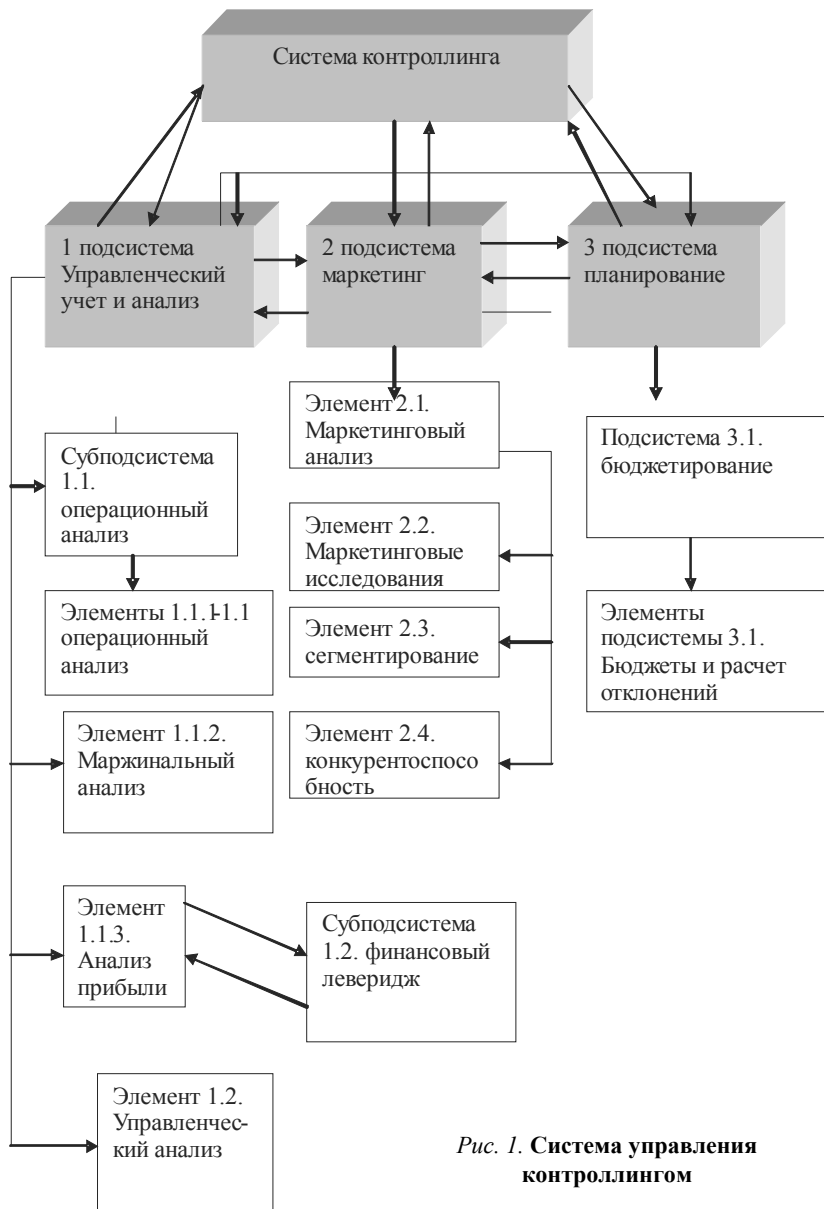 Система контроллинга
1 подсистема
Управленческий
учет и анализ
2 подсистема
маркетинг
3 подсистема
планирование
Субподсистема
1.1.
операционный
анализ
Элементы 1.1.1-1.1
операционный
анализ
Элемент 1.1.2.
Маржинальный
анализ
Элемент
1.1.3.
Анализ
прибыли
Элемент 1.2.
Управленчес-
кий анализ
Элемент 2.1.
Маркетинговый
анализ
Элемент 2.2.
Маркетинговые
исследования
Элемент 2.3.
сегментирование
Элемент 2.4.
конкурентоспосо
бность
Субподсистема
1.2. финансовый
леверидж
Подсистема 3.1.
бюджетирование
Элементы
подсистемы 3.1.
Бюджеты и расчет
отклонений
Рис. 1. Система управления
контроллингом